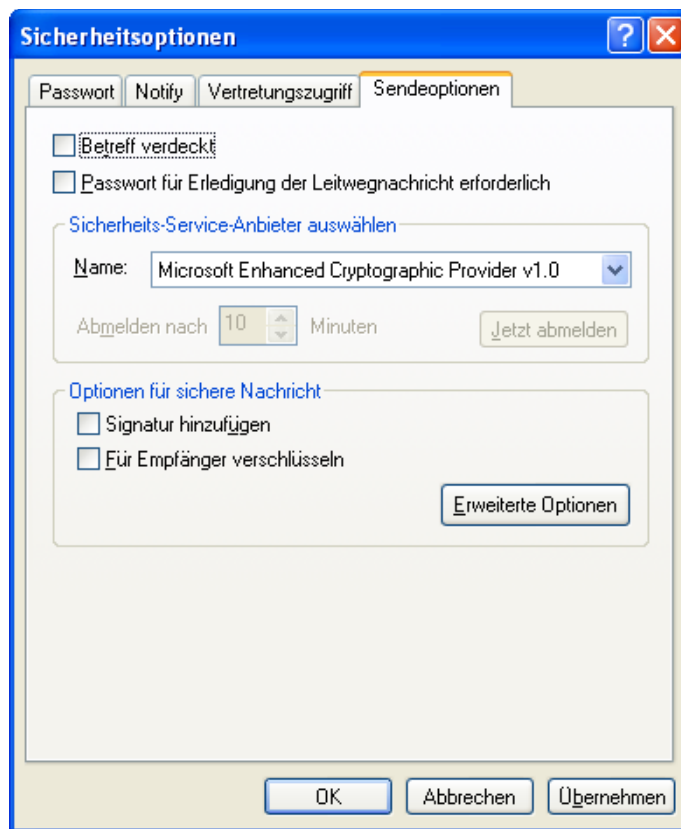 Sicherheitsoptionen
Passwort Notify Vertretungszugriff Sendeoptionen
Betreff verdeckt
Passwort für Erledigung der Leitwegnachricht erforderlich
Sicherheits-Service-Anbieter auswählen
Name: Microsoft Enhanced Cryptographic Provider v1.0
Abmelden nach 10 Minuten Jetzt abmelden
Optionen für sichere Nachricht
Signatur hinzufügen
Für Empfänger verschlüsseln
Erweiterte Optionen
OK Abbrechen Übernehmen